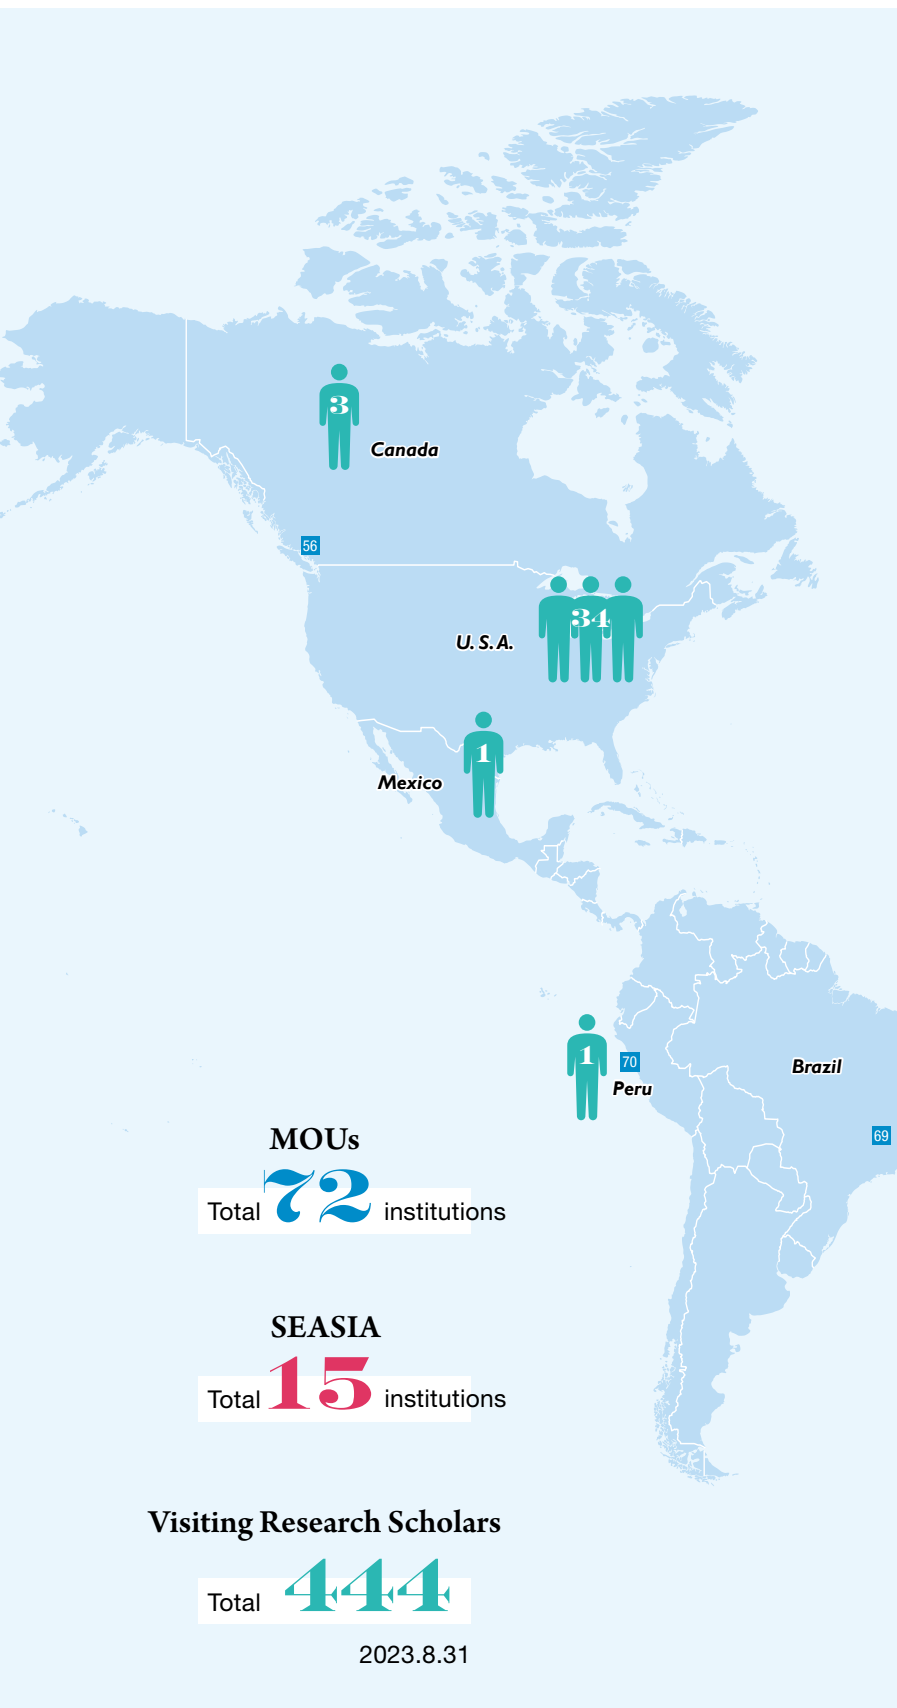 3
Canada
56
34
U. S. A.
1
Mexico
1
70
Brazil
Peru
69
MOUs
Total 72 institutions
SEASIA
Total 15 institutions
Visiting Research Scholars
Total 444
2023.8.31